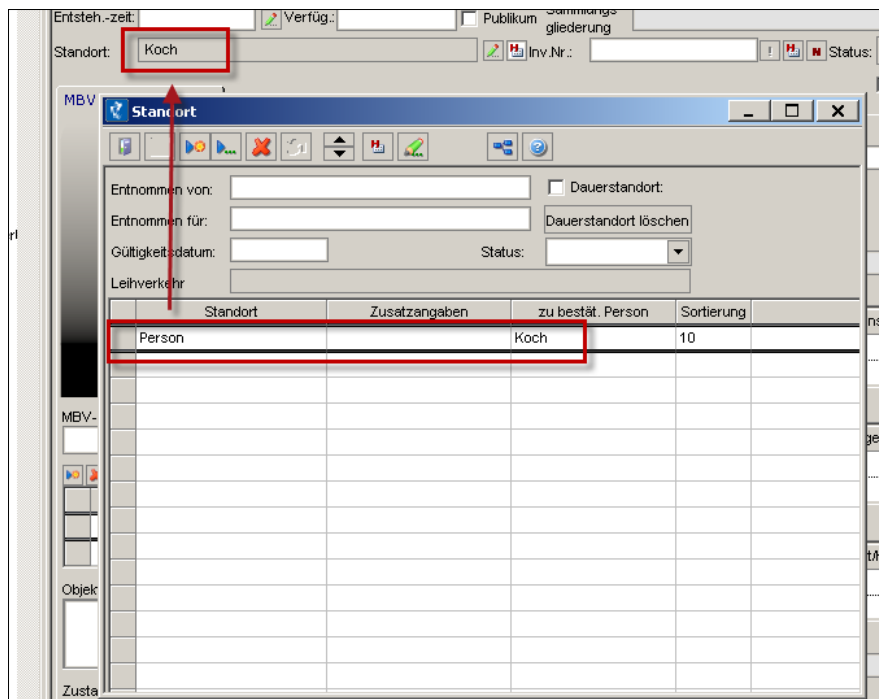 Entsteh.-zeit:
Verfüg.:
Publikum
Sammlungs
gliederung
Standort:
Koch
Inv.Nr.:
!
N
Status:
MBV
Standort
Entnommen von:
Dauerstandort:
Entnommen für:
Dauerstandort löschen
Gültigkeitsdatum:
Status:
Leihverkehr
Standort Zusatzangaben zu bestät. Person Sortierung
Person Koch 10
MBV-
Objek
Zusta